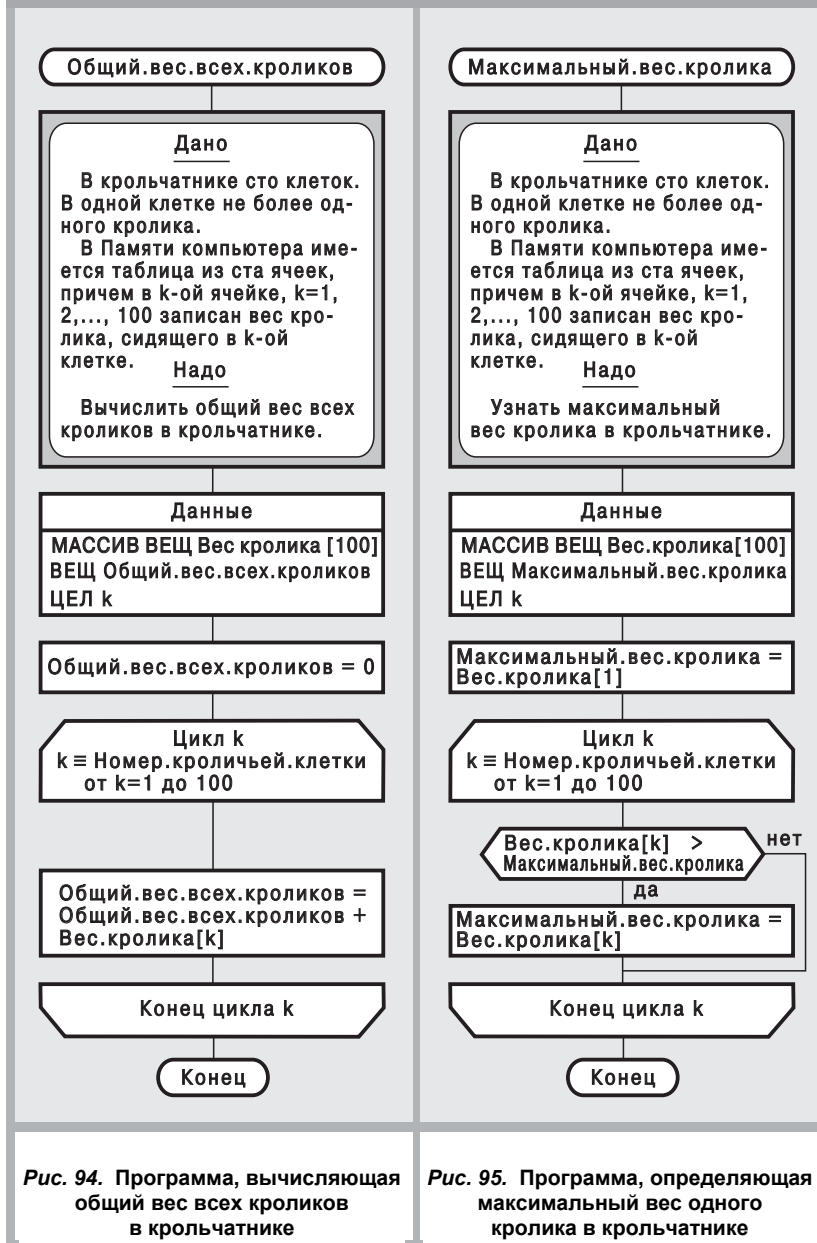 Общий.вес.всех.кроликов
Дано
В крольчатнике сто клеток.
В одной клетке не более од-
ного кролика.
В Памяти компьютера име-
ется таблица из ста ячеек,
причем в k-ой ячейке, k=1,
2,..., 100 записан вес кро-
лика, сидящего в k-ой
клетке.
Надо
Вычислить общий вес всех
кроликов в крольчатнике.
Данные
МАССИВ ВЕЩ Вес кролика [100]
ВЕЩ Общий.вес.всех.кроликов
ЦЕЛ k
Общий.вес.всех.кроликов = 0
Цикл k
k ≡ Номер.кроличьей.клетки
от k=1 до 100
Общий.вес.всех.кроликов =
Общий.вес.всех.кроликов +
Вес.кролика[k]
Конец цикла k
Конец
Рис. 94. Программа, вычисляющая
общий вес всех кроликов
в крольчатнике
Максимальный.вес.кролика
Дано
В крольчатнике сто клеток.
В одной клетке не более од-
ного кролика.
В Памяти компьютера име-
ется таблица из ста ячеек,
причем в k-ой ячейке, k=1,
2,..., 100 записан вес кро-
лика, сидящего в k-ой
клетке.
Надо
Узнать максимальный
вес кролика в крольчатнике.
Данные
МАССИВ ВЕЩ Вес.кролика[100]
ВЕЩ Максимальный.вес.кролика
ЦЕЛ k
Максимальный.вес.кролика =
Вес.кролика[1]
Цикл k
k ≡ Номер.кроличьей.клетки
от k=1 до 100
Вес.кролика[k] >
Максимальный.вес.кролика
нет
да
Максимальный.вес.кролика =
Вес.кролика[k]
Конец цикла k
Конец
Рис. 95. Программа, определяющая
максимальный вес одного
кролика в крольчатнике